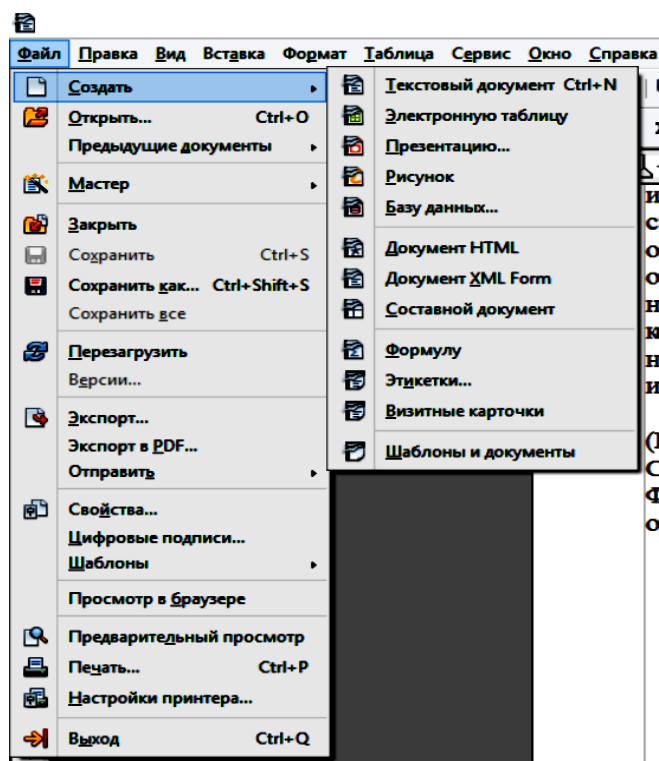 Файл Правка Вид Вставка Формат Таблица Сервис Окно Справка
Создать
Открыть... Ctrl+O
Предыдущие документы
Мастер
Закрыть
Сохранить Ctrl+S
Сохранить как... Ctrl+Shift+S
Сохранить все
Перезагрузить
Версии...
Экспорт...
Экспорт в PDF...
Отправить
Свойства...
Цифровые подписи...
Шаблоны
Просмотр в браузере
Предварительный просмотр
Печать... Ctrl+P
Настройки принтера...
Выход Ctrl+Q
Текстовый документ Ctrl+N
Электронную таблицу
Презентацию...
Рисунок
Базу данных...
Документ HTML
Документ XML Form
Составной документ
Формулу
Этикетки...
Визитные карточки
Шаблоны и документы